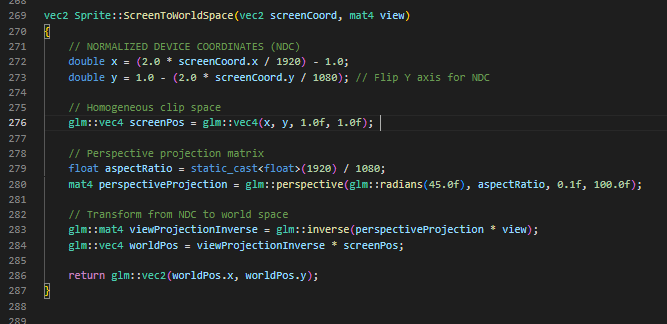 269 vec2 Sprite::ScreenToWorldSpace(vec2 screenCoord, mat4 view)
270 {
271 // NORMALIZED DEVICE COORDINATES (NDC)
272 double x = (2.0 * screenCoord.x / 1920) - 1.0;
273 double y = 1.0 - (2.0 * screenCoord.y / 1080); // Flip Y axis for NDC
274
275 // Homogeneous clip space
276 glm::vec4 screenPos = glm::vec4(x, y, 1.0f, 1.0f);
277
278 // Perspective projection matrix
279 float aspectRatio = static_cast<float>(1920) / 1080;
280 mat4 perspectiveProjection = glm::perspective(glm::radians(45.0f), aspectRatio, 0.1f, 100.0f);
281
282 // Transform from NDC to world space
283 glm::mat4 viewProjectionInverse = glm::inverse(perspectiveProjection * view);
284 glm::vec4 worldPos = viewProjectionInverse * screenPos;
285
286 return glm::vec2(worldPos.x, worldPos.y);
287 }
288